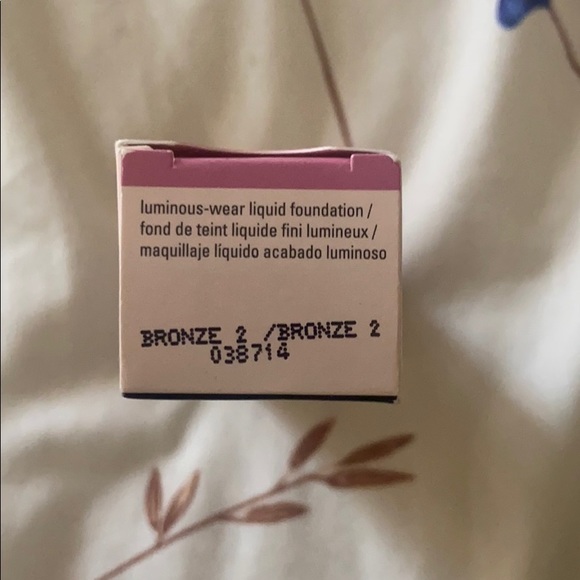 luminous-wear liquid foundation /
fond de teint liquide fini lumineux /
maquillaje líquido acabado luminoso
BRONZE 2 /BRONZE 2
038714